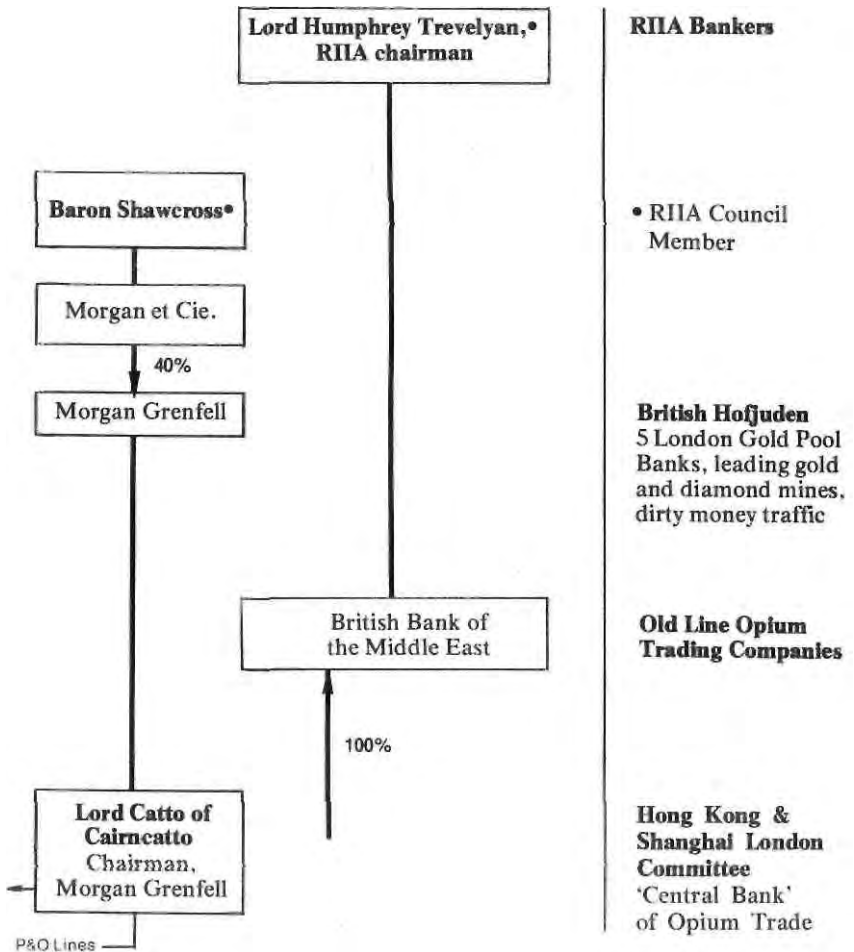 Lord Humphrey Trevelyan,•
RIIA chairman
RIIA Bankers
Baron Shawcross•
• RIIA Council
Member
Morgan et Cie.
40%
Morgan Grenfell
British Hofjuden
5 London Gold Pool
Banks, leading gold
and diamond mines,
dirty money traffic
British Bank of
the Middle East
Old Line Opium
Trading Companies
100%
Lord Catto of
Cairncatto
Chairman,
Morgan Grenfell
Hong Kong &
Shanghai London
Committee
‘Central Bank’
of Opium Trade
P&O Lines